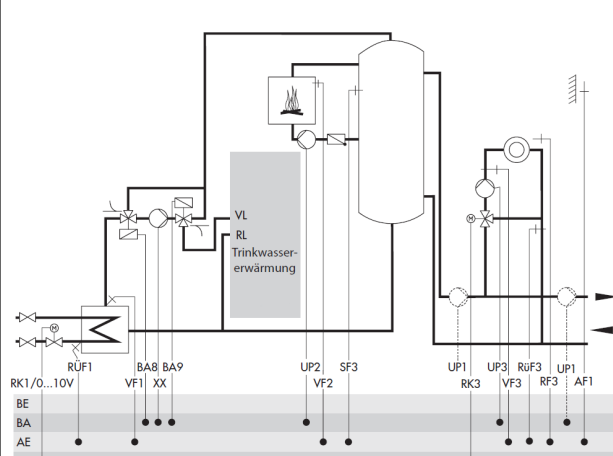 VL
RL
Trinkwasser-
erwärmung
M
M
RÜF1
BA8 BA9
UP2
SF3
UP1
UP3 RüF3
UP1
AF1
RK1/0...10V
VF1
XX
VF2
RK3
VF3
RF3
BE
BA
AE